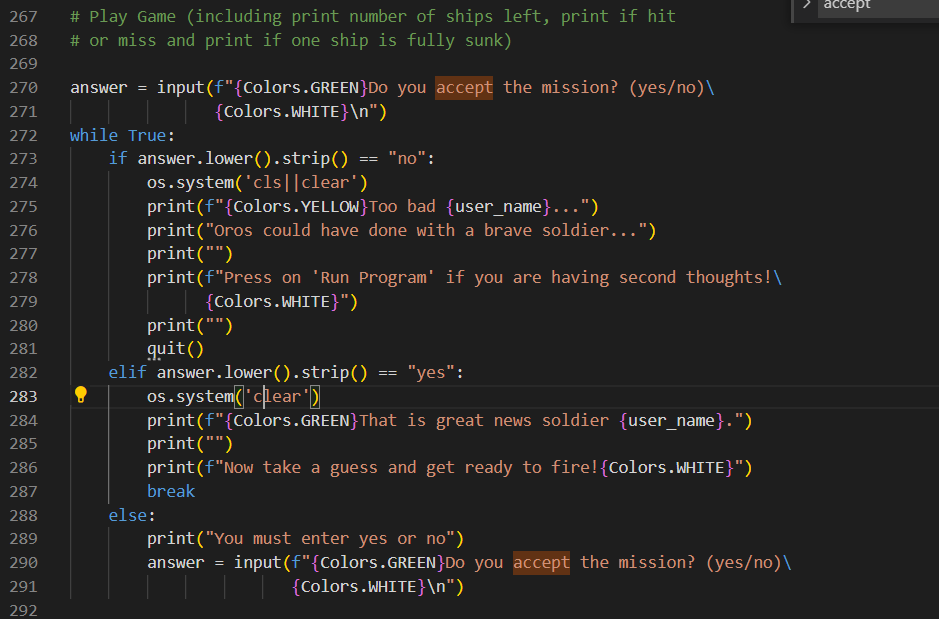 accept
267 # Play Game (including print number of ships left, print if hit
268 # or miss and print if one ship is fully sunk)
269
270 answer = input(f"{Colors.GREEN}Do you accept the mission? (yes/no)\
271                {Colors.WHITE}\n")
272 while True:
273     if answer.lower().strip() == "no":
274         os.system('cls||clear')
275         print(f"{Colors.YELLOW}Too bad {user_name}...")
276         print("Oros could have done with a brave soldier...")
277         print("")
278         print(f"Press on 'Run Program' if you are having second thoughts!\
279               {Colors.WHITE}")
280         print("")
281         quit()
282     elif answer.lower().strip() == "yes":
283         os.system('clear')
284         print(f"{Colors.GREEN}That is great news soldier {user_name}.")
285         print("")
286         print(f"Now take a guess and get ready to fire!{Colors.WHITE}")
287         break
288     else:
289         print("You must enter yes or no")
290         answer = input(f"{Colors.GREEN}Do you accept the mission? (yes/no)\
291                        {Colors.WHITE}\n")
292